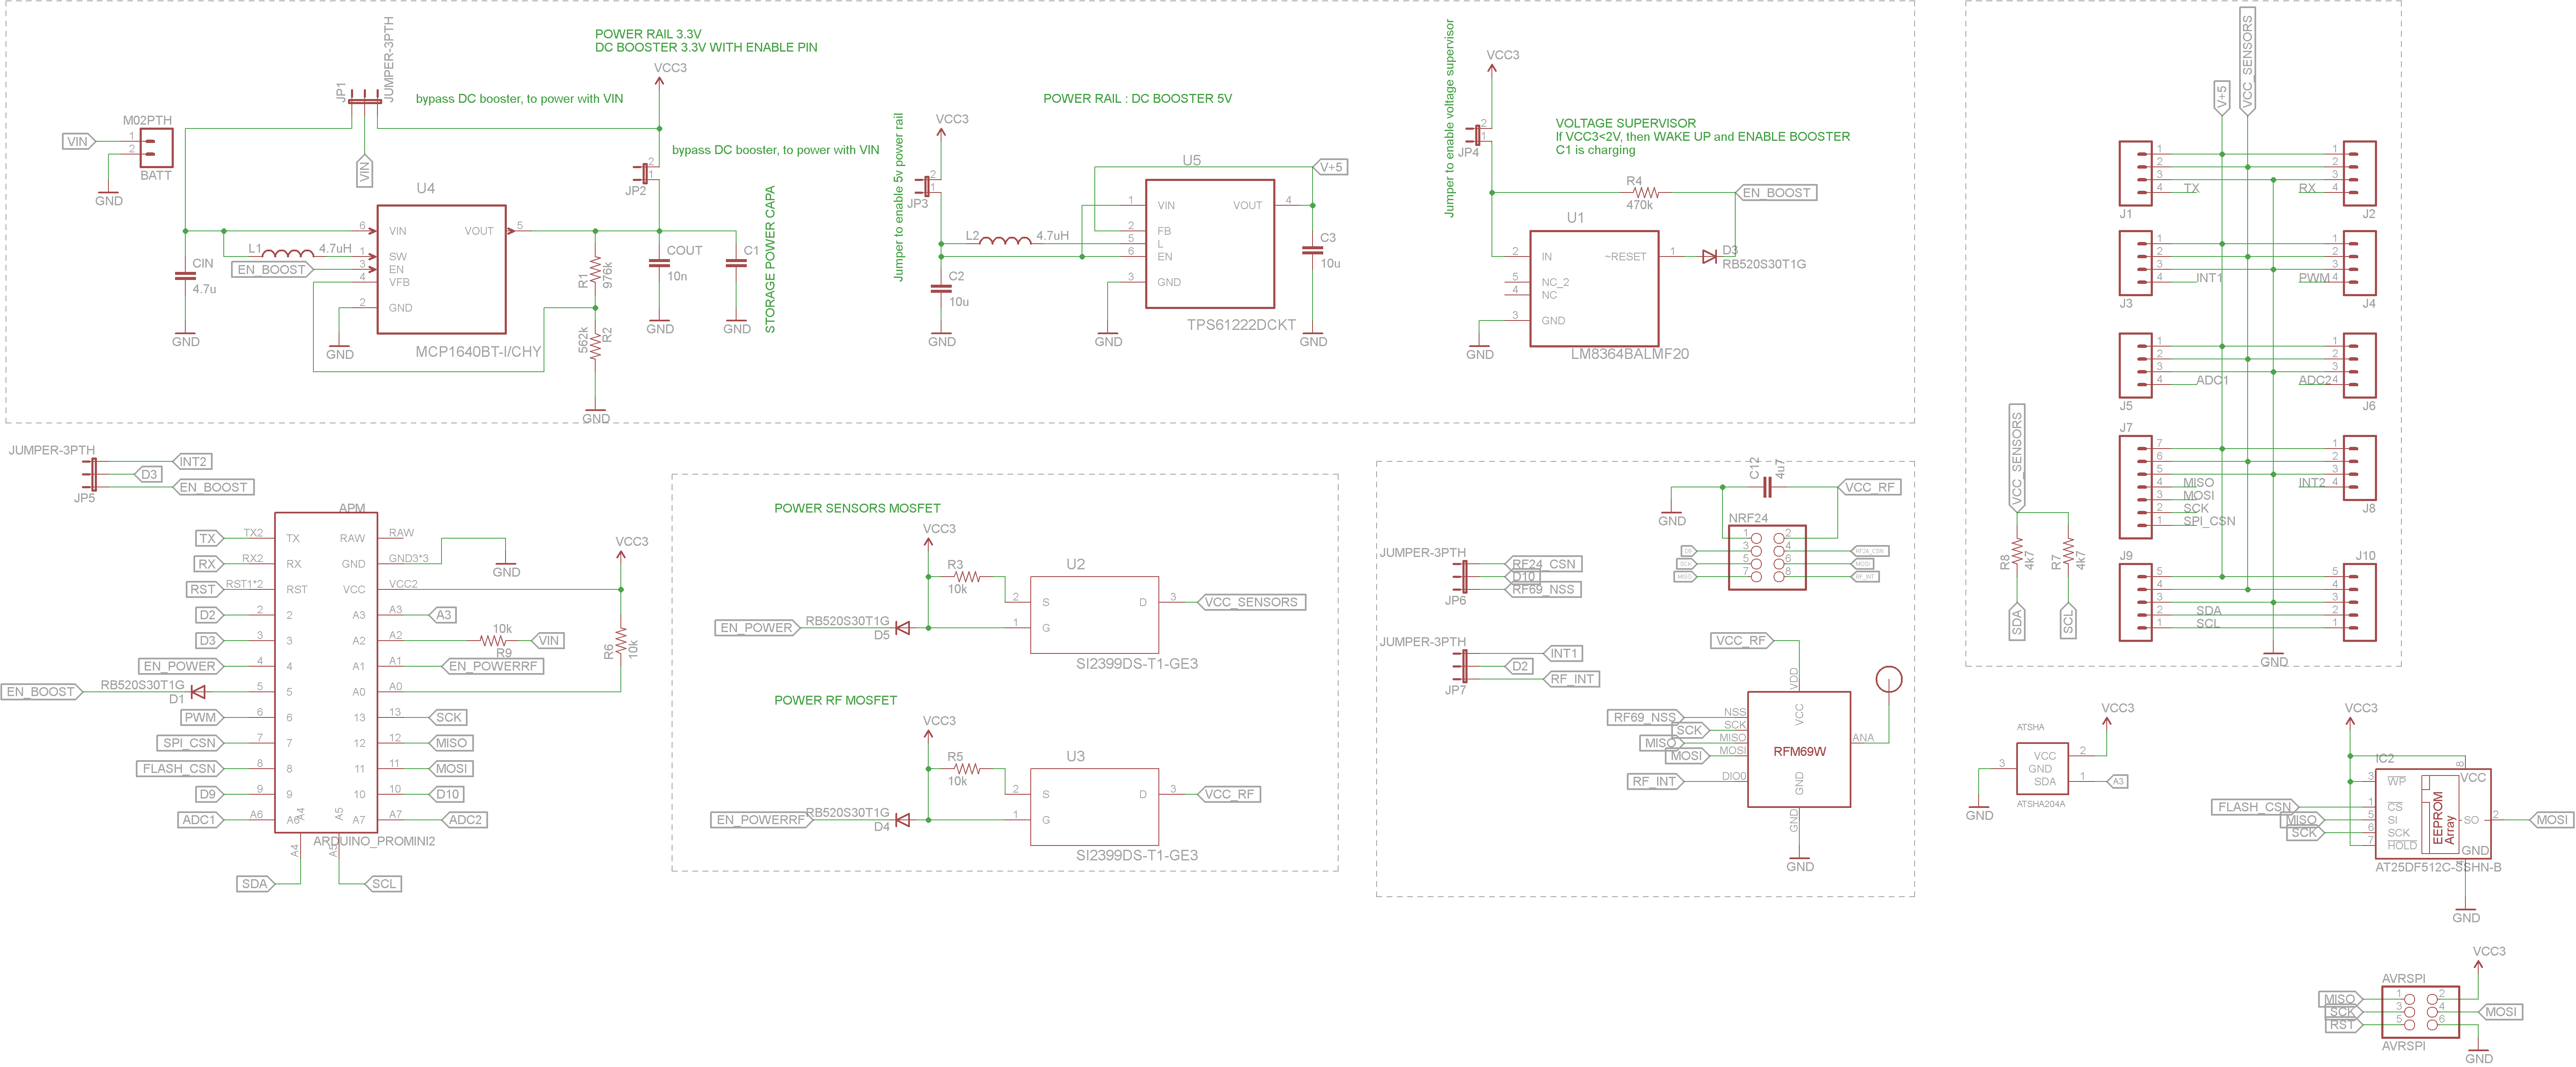 POWER RAIL 3.3V
DC BOOSTER 3.3V WITH ENABLE PIN
VCC3
JP1
JUMPER-3PTH
bypass DC booster, to power with VIN
M02PTH
VIN
1
2
BATT
GND
VIN
bypass DC booster, to power with VIN
2
1
JP2
STORAGE POWER CAPA
U4
6 VIN VOUT 5
L1 4.7uH
1 SW
EN_BOOST 3 EN
4 VFB
2 GND
GND
MCP1640BT-I/CHY
CIN
4.7u
GND
R1
976k
R2
562k
GND
COUT
10n
GND
C1
GND
POWER RAIL : DC BOOSTER 5V
Jumper to enable 5v power rail
VCC3
2
1
JP3
L2 4.7uH
C2
10u
GND
U5
V+5
1 VIN VOUT 4
2 FB
5 L
6 EN
3 GND
GND
TPS61222DCKT
C3
10u
GND
Jumper to enable voltage supervisor
VCC3
2
1
JP4
VOLTAGE SUPERVISOR
If VCC3<2V, then WAKE UP and ENABLE BOOSTER
C1 is charging
R4
470k
EN_BOOST
U1
2 IN ~RESET 1
D3
RB520S30T1G
5 NC_2
4 NC
3 GND
GND
LM8364BALMF20
V+5
VCC_SENSORS
1
2
3
4 TX
J1
1
2
3
RX 4
J2
1
2
3
4 INT1
J3
1
2
3
PWM 4
J4
1
2
3
4 ADC1
J5
1
2
3
ADC2 4
J6
J7
7
6
5
4 MISO
3 MOSI
2 SCK
1 SPI_CSN
1
2
3
INT2 4
J8
J9
5
4
3
2 SDA
1 SCL
J10
5
4
3
2
1
GND
VCC_SENSORS
R8
4k7
R7
4k7
SDA
SCL
JUMPER-3PTH
INT2
D3
EN_BOOST
JP5
APM
TX TX2 TX RAW RAW
RX RX2 RX GND GND3*3
GND
RST RST1*2 RST VCC VCC2
VCC3
D2 2 2 A3 A3 A3
D3 3 3 A2 A2 10k R9 VIN
EN_POWER 4 4 A1 A1 EN_POWERRF
R6
10k
EN_BOOST RB520S30T1G D1 5 5 A0 A0
PWM 6 6 13 13 SCK
SPI_CSN 7 7 12 12 MISO
FLASH_CSN 8 8 11 11 MOSI
D9 9 9 10 10 D10
ADC1 A6 A6 A7 A7 ADC2
A4 A5
ARDUINO_PROMINI2
A4 A5
SDA SCL
POWER SENSORS MOSFET
VCC3
R3
10k
U2
2 S D 3 VCC_SENSORS
EN_POWER RB520S30T1G D5 1 G
SI2399DS-T1-GE3
POWER RF MOSFET
VCC3
R5
10k
U3
2 S D 3 VCC_RF
EN_POWERRF RB520S30T1G D4 1 G
SI2399DS-T1-GE3
C12
4u7
VCC_RF
GND
NRF24
1 2
D9 3 4 RF24_CSN
SCK 5 6 MOSI
MISO 7 8 RF_INT
JUMPER-3PTH
RF24_CSN
D10
RF69_NSS
JP6
JUMPER-3PTH
INT1
D2
RF_INT
JP7
VCC_RF
VDD
VCC
RF69_NSS NSS
SCK SCK
MISO MISO
MOSI MOSI
RFM69W
ANA
RF_INT DIO0
GND
GND
GND
ATSHA
VCC3
VCC 2
3 GND
SDA 1 A3
ATSHA204A
GND
VCC3
IC2
8
VCC
3 WP
FLASH_CSN 1 CS
MISO 5 SI
SCK 6 SCK
7 HOLD
EEPROM
Array
SO 2 MOSI
GND
4
AT25DF512C-SSHN-B
GND
VCC3
AVRSPI
MISO 1 2
SCK 3 4 MOSI
RST 5 6
AVRSPI
GND